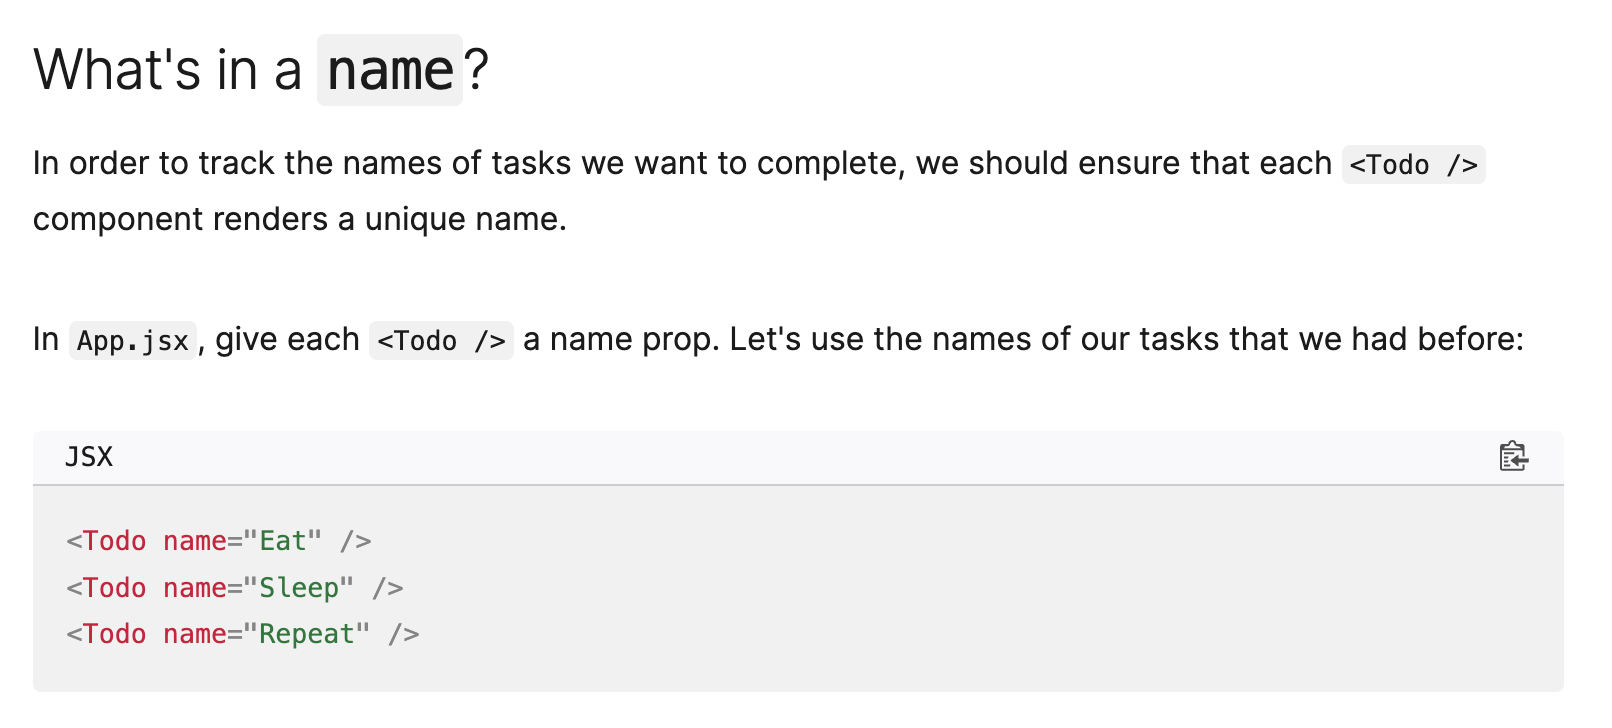 What's in a name?
In order to track the names of tasks we want to complete, we should ensure that each <Todo />
component renders a unique name.
In App.jsx, give each <Todo /> a name prop. Let's use the names of our tasks that we had before:
JSX
<Todo name="Eat" />
<Todo name="Sleep" />
<Todo name="Repeat" />